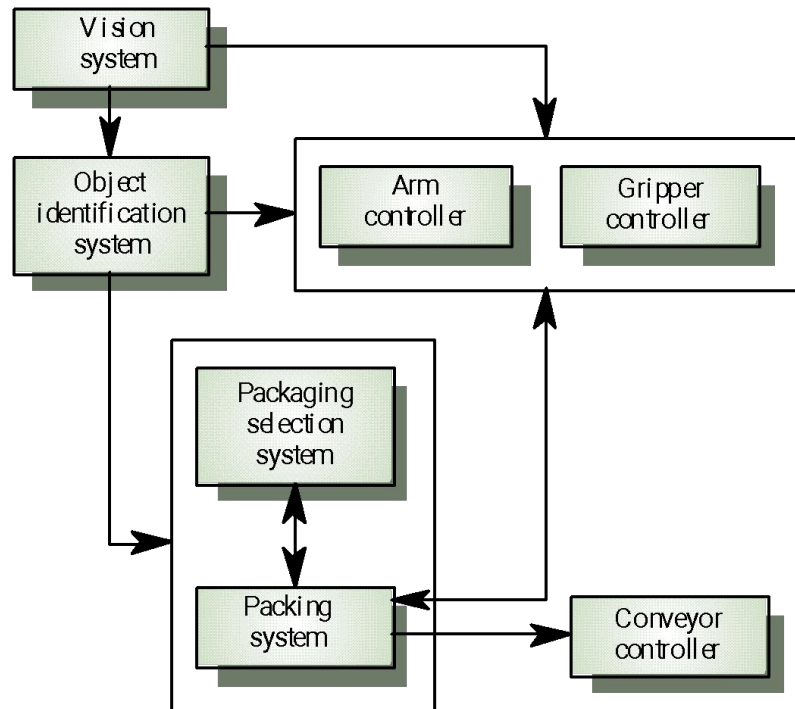 Vision
system
Object
identification
system
Arm
controller
Gripper
controller
Packaging
selection
system
Packing
system
Conveyor
controller